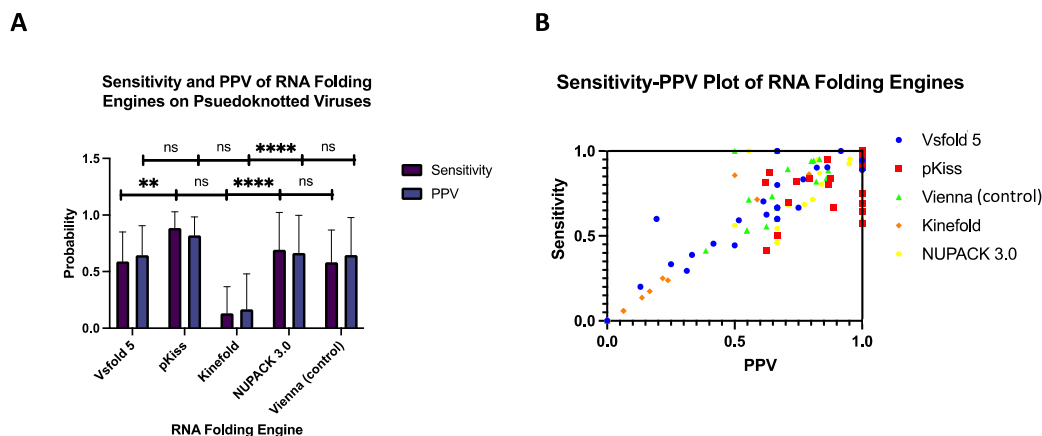 A
Sensitivity and PPV of RNA Folding
Engines on Psuedoknotted Viruses
ns
ns
****
ns
**
ns
****
ns
1.5
1.0
0.5
0.0
Probability
Sensitivity
PPV
Vsfold 5
pKiss
Kinefold
NUPACK 3.0
Vienna (control)
RNA Folding Engine
B
Sensitivity-PPV Plot of RNA Folding Engines
1.0
0.5
0.0
Sensitivity
0.0
0.5
1.0
PPV
Vsfold 5
pKiss
Vienna (control)
Kinefold
NUPACK 3.0